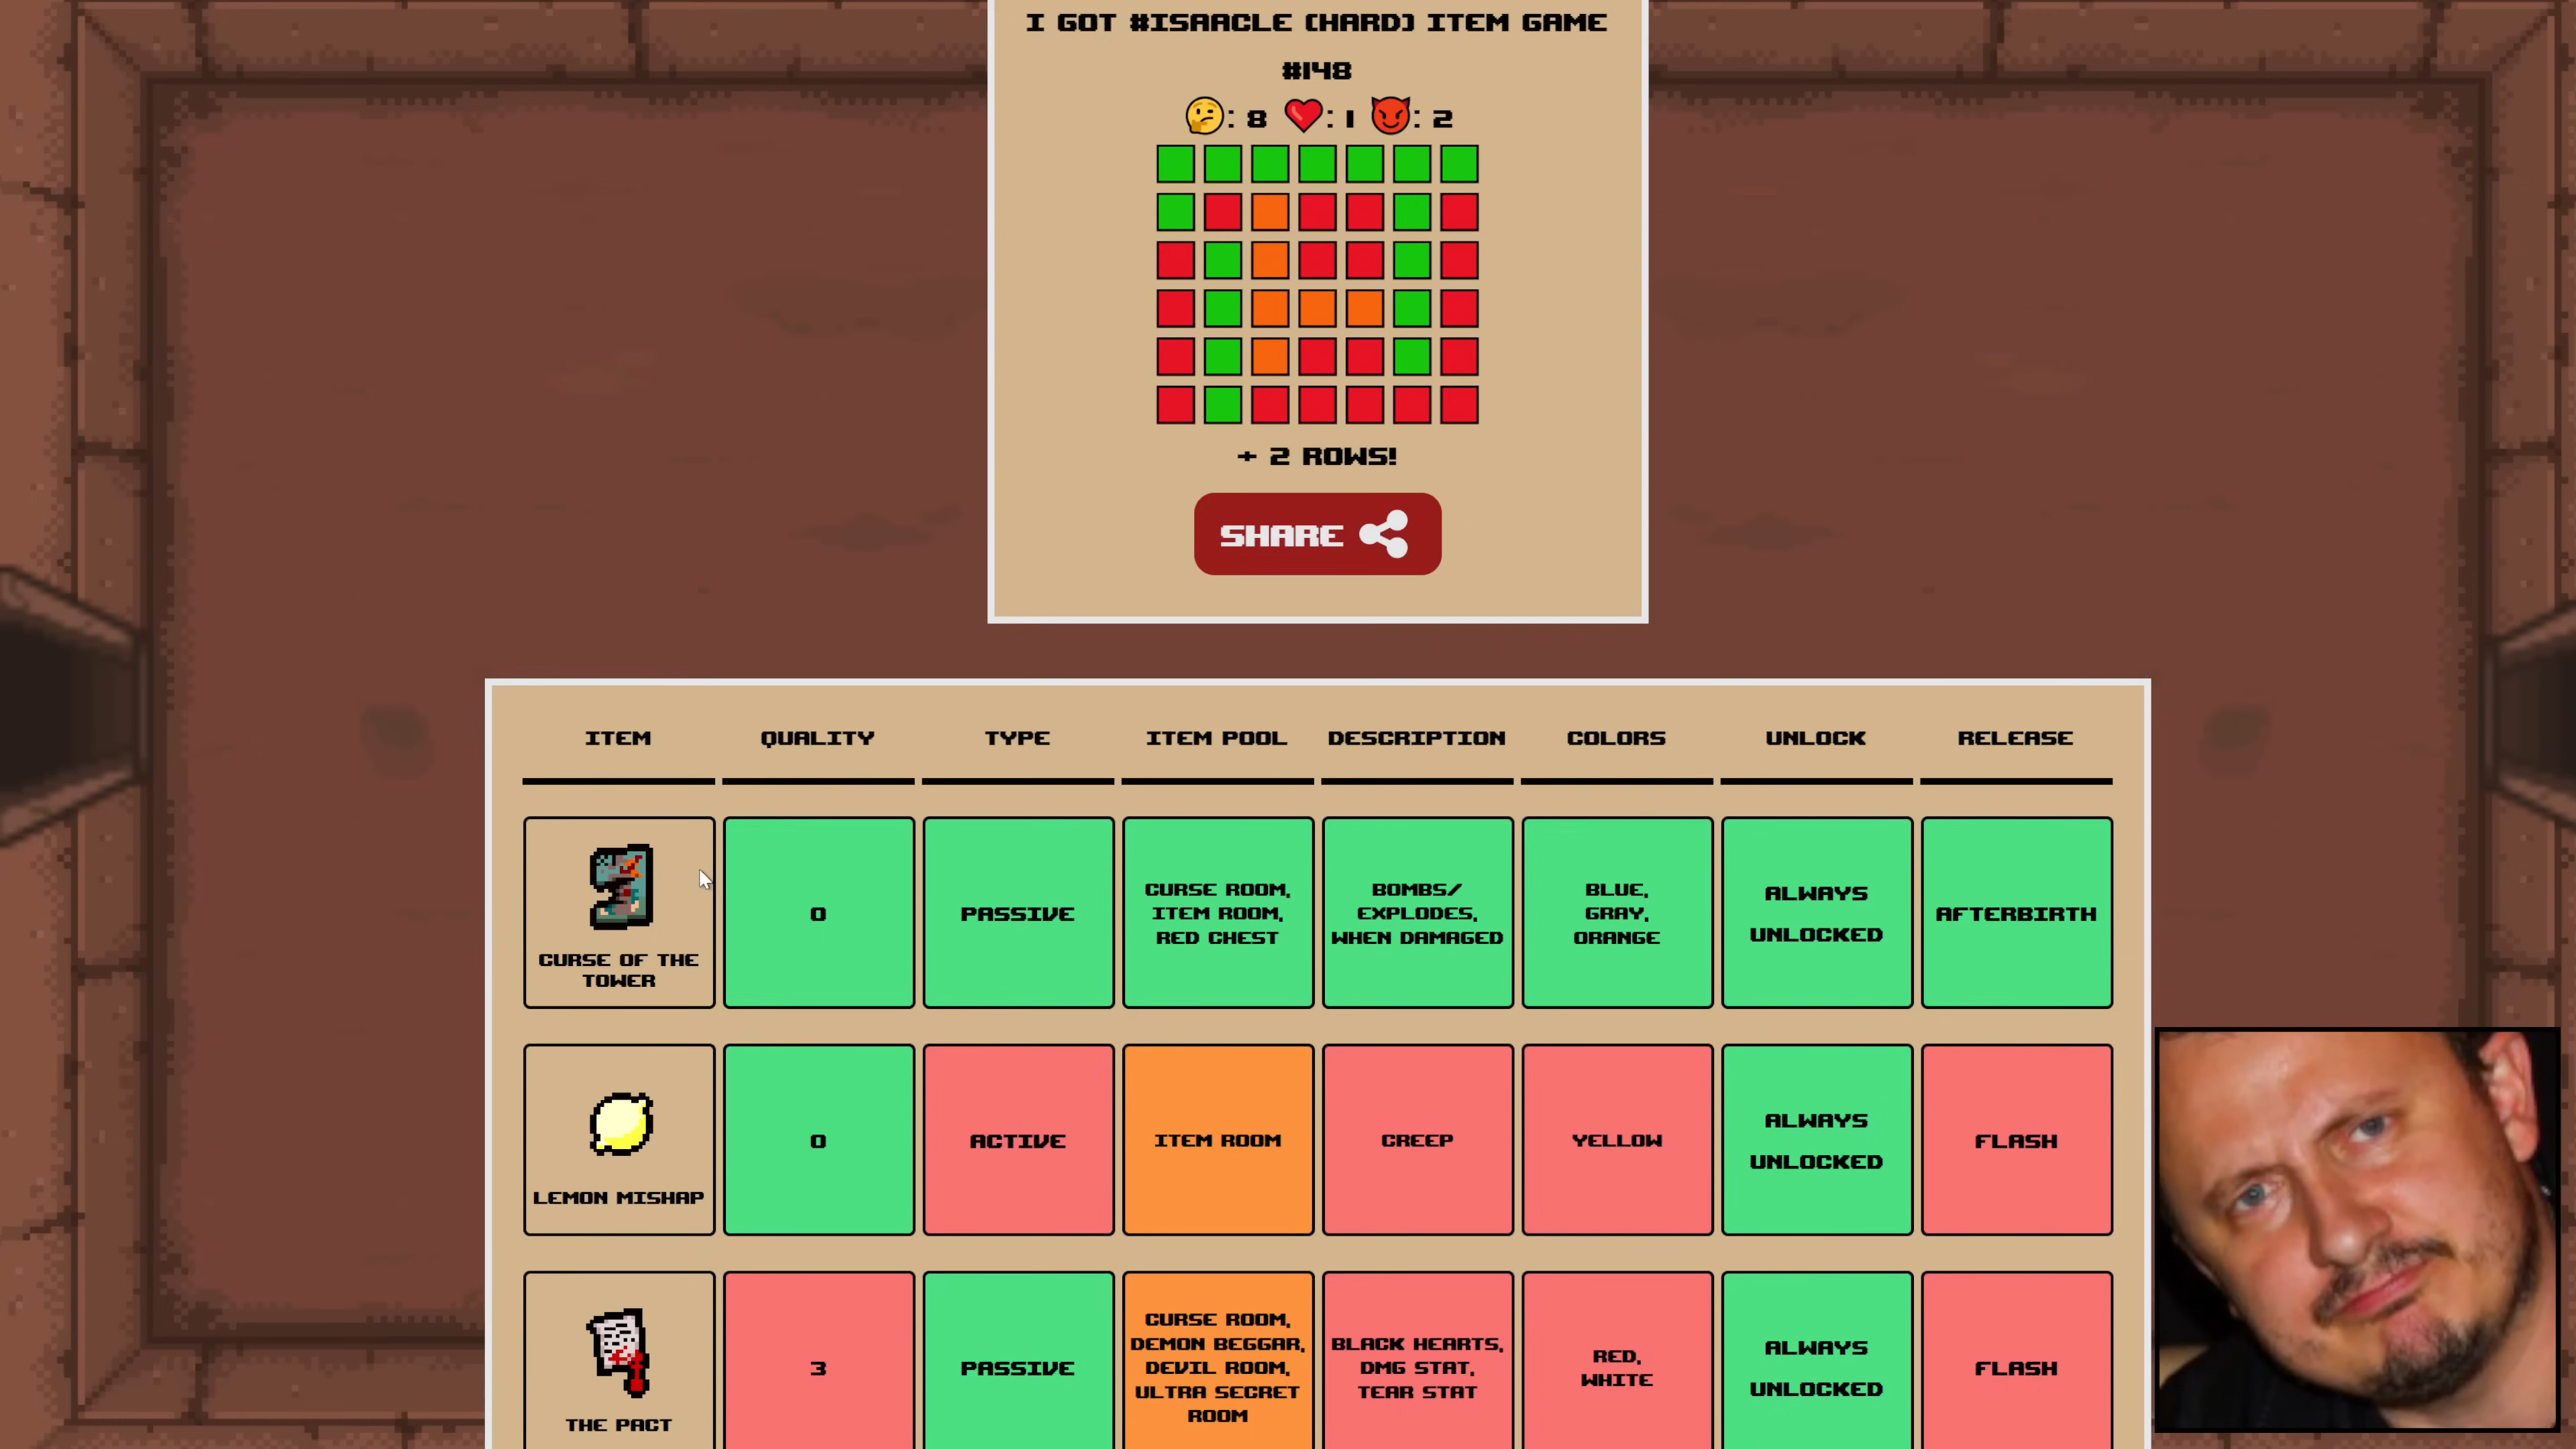 I GOT #ISAACLE (HARD) ITEM GAME
#148
: 8 : 1 : 2
+ 2 ROWS!
SHARE
ITEM QUALITY TYPE ITEM POOL DESCRIPTION COLORS UNLOCK RELEASE
CURSE OF THE
TOWER
0
PASSIVE
CURSE ROOM,
ITEM ROOM,
RED CHEST
BOMBS/
EXPLODES,
WHEN DAMAGED
BLUE,
GRAY,
ORANGE
ALWAYS
UNLOCKED
AFTERBIRTH
LEMON MISHAP
0
ACTIVE
ITEM ROOM
CREEP
YELLOW
ALWAYS
UNLOCKED
FLASH
THE PACT
3
PASSIVE
CURSE ROOM,
DEMON BEGGAR,
DEVIL ROOM,
ULTRA SECRET
ROOM
BLACK HEARTS,
DMG STAT,
TEAR STAT
RED,
WHITE
ALWAYS
UNLOCKED
FLASH